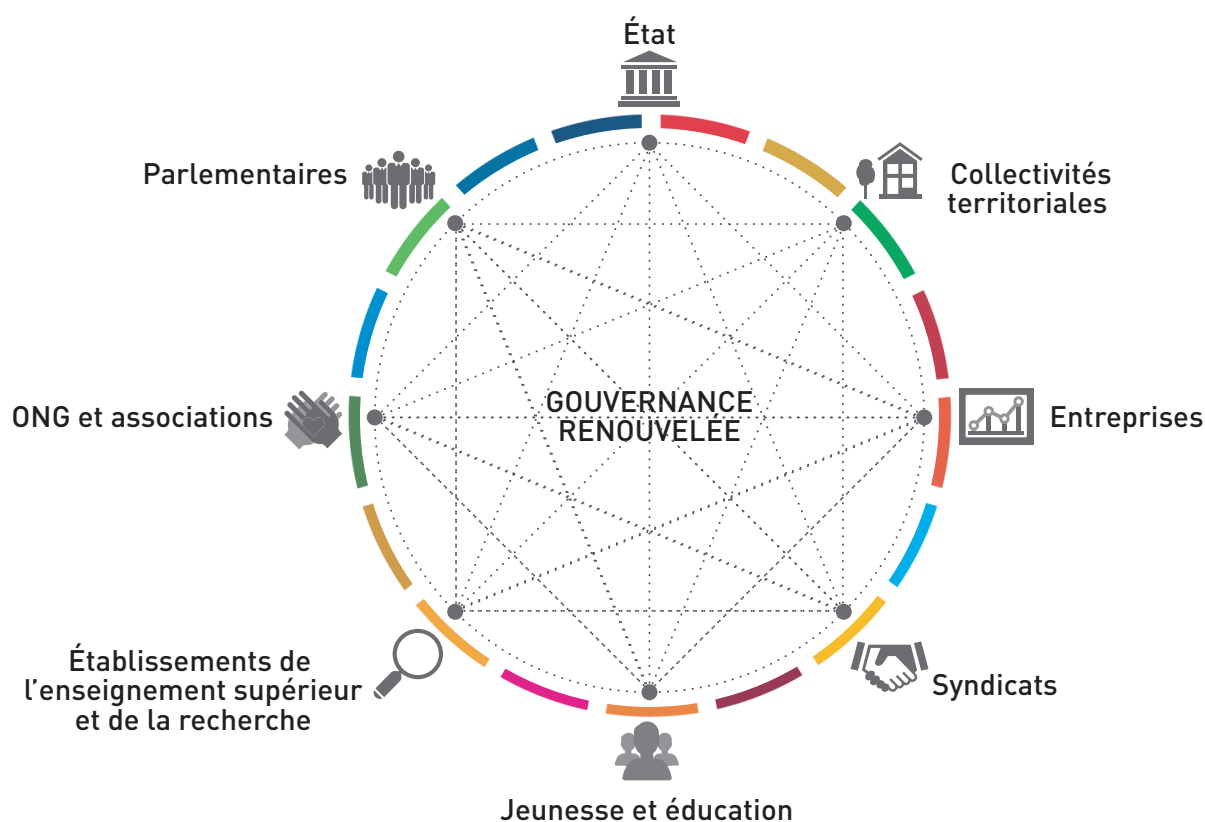 État
Parlementaires
Collectivités
territoriales
GOUVERNANCE
RENOUVELÉE
ONG et associations
Entreprises
Établissements de
l’enseignement supérieur
et de la recherche
Syndicats
Jeunesse et éducation